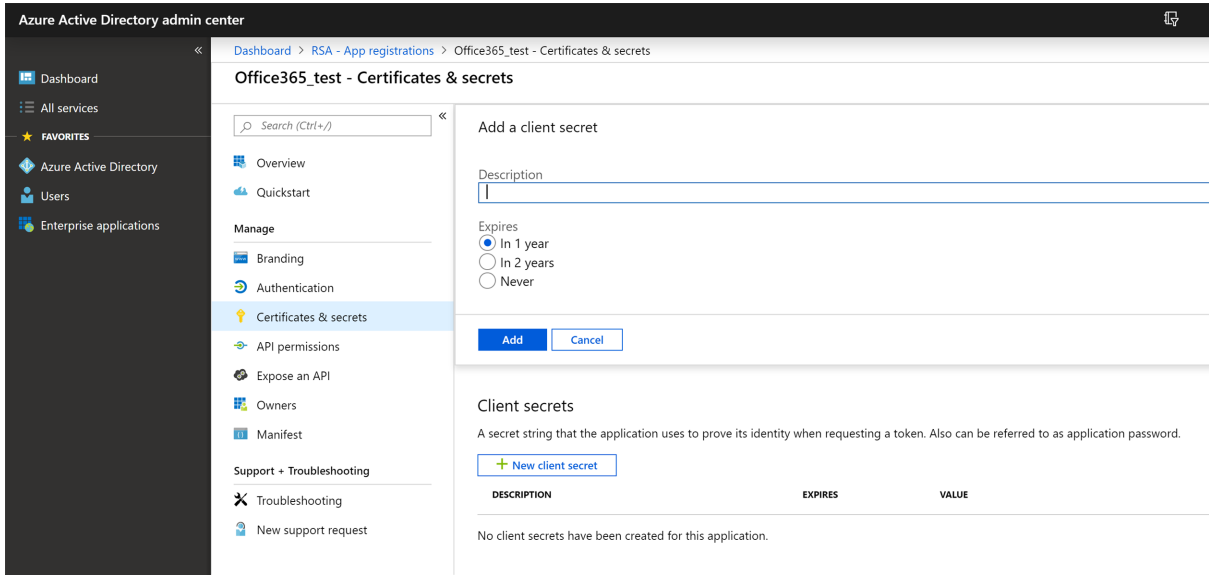 Azure Active Directory admin center
«
Dashboard > RSA - App registrations > Office365_test - Certificates & secrets
Office365_test - Certificates & secrets
Dashboard
All services
FAVORITES
Azure Active Directory
Users
Enterprise applications
Search (Ctrl+/)
«
Overview
Quickstart
Manage
Branding
Authentication
Certificates & secrets
API permissions
Expose an API
Owners
Manifest
Support + Troubleshooting
Troubleshooting
New support request
Add a client secret
Description
Expires
In 1 year
In 2 years
Never
Add Cancel
Client secrets
A secret string that the application uses to prove its identity when requesting a token. Also can be referred to as application password.
+ New client secret
DESCRIPTION EXPIRES VALUE
No client secrets have been created for this application.